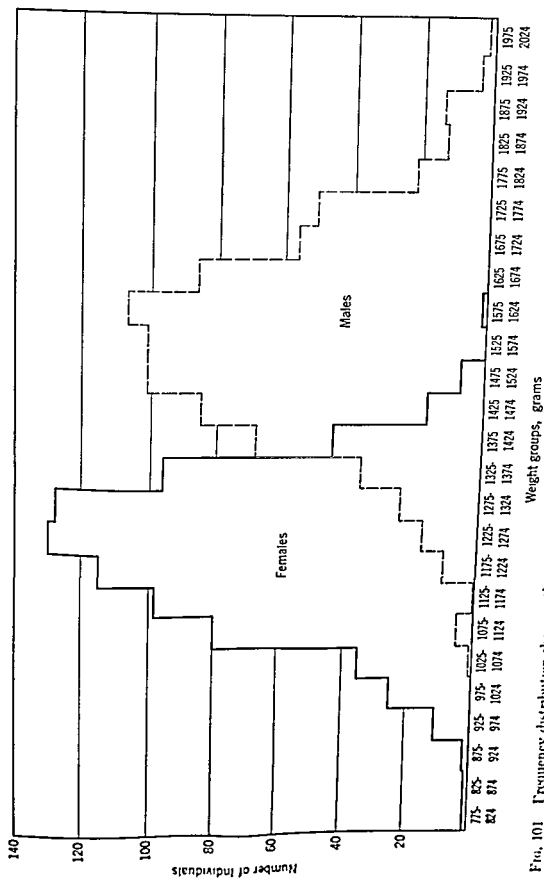 140
120
100
80
60
40
20
Number of Individuals
Females
Males
775- 825- 875- 925- 975- 1025- 1075- 1125- 1175- 1225- 1275- 1325- 1375 1425 1475 1525 1575 1625 1675 1725 1775 1825 1875 1925 1975
824 874 924 974 1024 1074 1124 1174 1224 1274 1324 1374 1424 1474 1524 1574 1624 1674 1724 1774 1824 1874 1924 1974 2024
Weight groups, grams
FIG. 101 Frequency distribution